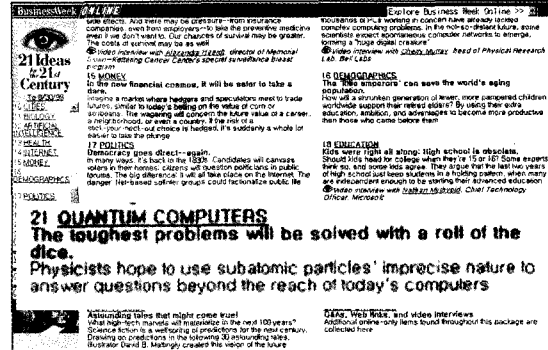 BusinessWeek ONLINE
Explore Business Week Online >>
21 Ideas
for the 21st
Century
side effects. And there may be pressure--from insurance
companies, even from employers--to take the preventive medicine
even if we don't want to. Our chances of survival may be greater.
The costs of survival may be as well
Video interview with Alexandra Heerdt, director of Memorial
Sloan-Kettering Cancer Center's special surveillance breast
program
15 MONEY
In the new financial cosmos, it will be safer to take a
dare.
Imagine a market where hedgers and speculators meet to trade
futures, similar to today's betting on the value of corn or
soybeans. The wagering will concern the future value of a career,
a neighborhood, or even a country. If the risk of a
stick-your-neck-out choice is hedged, it's suddenly a whole lot
easier to take the plunge
17 POLITICS
Democracy goes direct--again.
In many ways, it's back to the 1830s. Candidates will canvass
voters in their homes, citizens will question politicians in public
forums. The big difference: it will all take place on the Internet. The
danger: Net-based splinter groups could factionalize public life
thousands of PCs working in concert have already tackled
complex computing problems. In the not-so-distant future, some
scientists expect spontaneous computer networks to emerge,
forming a "huge digital creature"
Video interview with Cherry Murray, head of Physical Research
Lab, Bell Labs
16 DEMOGRAPHICS
Tha 'little emperors' can save the world's aging
population.
How will a shrunken generation of fewer, more pampered children
worldwide support their retired elders? By using their extra
education, ambition, and advantages to become more productive
than those who came before them
18 EDUCATION
Kids were right all along: High school is obsolete.
Should kids head for college when they're 15 or 16? Some experts
think so, and some kids agree. They argue that the last two years
of high school just keep students in a holding pattern, when many
are independent enough to be starting their advanced education
Video interview with Nathan Myhrvold, Chief Technology
Officer, Microsoft
BIOLOGY
ARTIFICIAL
INTELLIGENCE
HEALTH
INTERNET
MONEY
DEMOGRAPHICS
17 POLITICS
21 QUANTUM COMPUTERS
The toughest problems will be solved with a roll of the
dice.
Physicists hope to use subatomic particles' imprecise nature to
answer questions beyond the reach of today's computers
Astounding tales that might come true!
What high-tech marvels will materialize in the next 100 years?
Science fiction is a wellspring of predictions for the next century.
Drawing on predictions in the following 30 astounding tales,
illustrator David B. Mattingly created this vision of the future
Q&As, Web links, and video interviews
Additional online-only items found throughout this package are
collected here